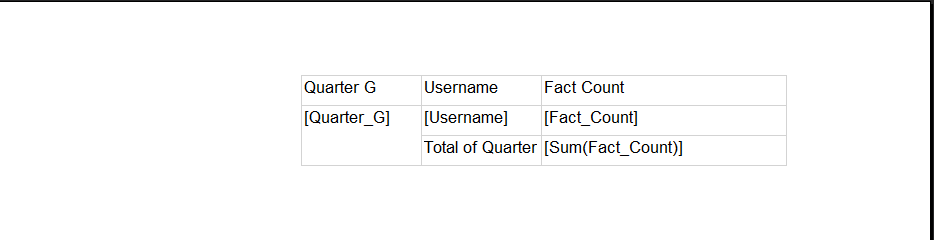 Quarter G Username Fact Count
[Quarter_G] [Username] [Fact_Count]
Total of Quarter [Sum(Fact_Count)]